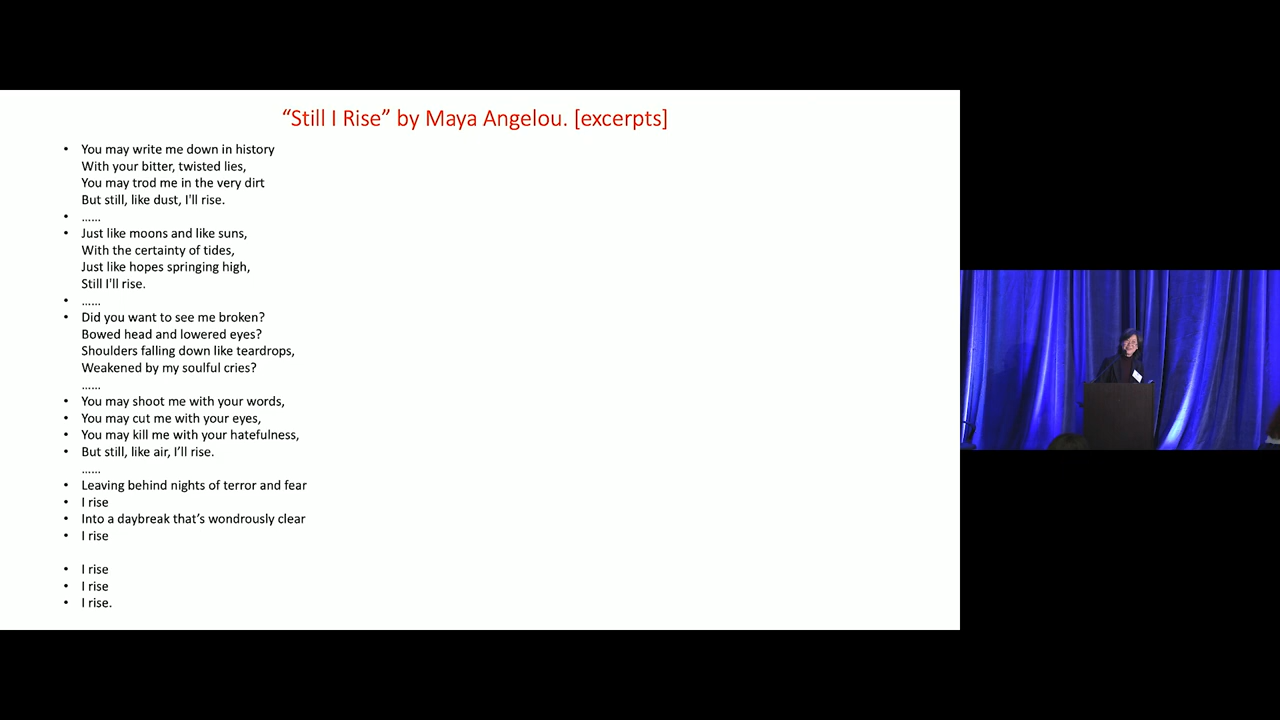 “Still I Rise” by Maya Angelou. [excerpts]
• You may write me down in history
With your bitter, twisted lies,
You may trod me in the very dirt
But still, like dust, I'll rise.
• ......
• Just like moons and like suns,
With the certainty of tides,
Just like hopes springing high,
Still I'll rise.
• ......
• Did you want to see me broken?
Bowed head and lowered eyes?
Shoulders falling down like teardrops,
Weakened by my soulful cries?
......
• You may shoot me with your words,
• You may cut me with your eyes,
• You may kill me with your hatefulness,
• But still, like air, I’ll rise.
......
• Leaving behind nights of terror and fear
• I rise
• Into a daybreak that’s wondrously clear
• I rise
• I rise
• I rise
• I rise.